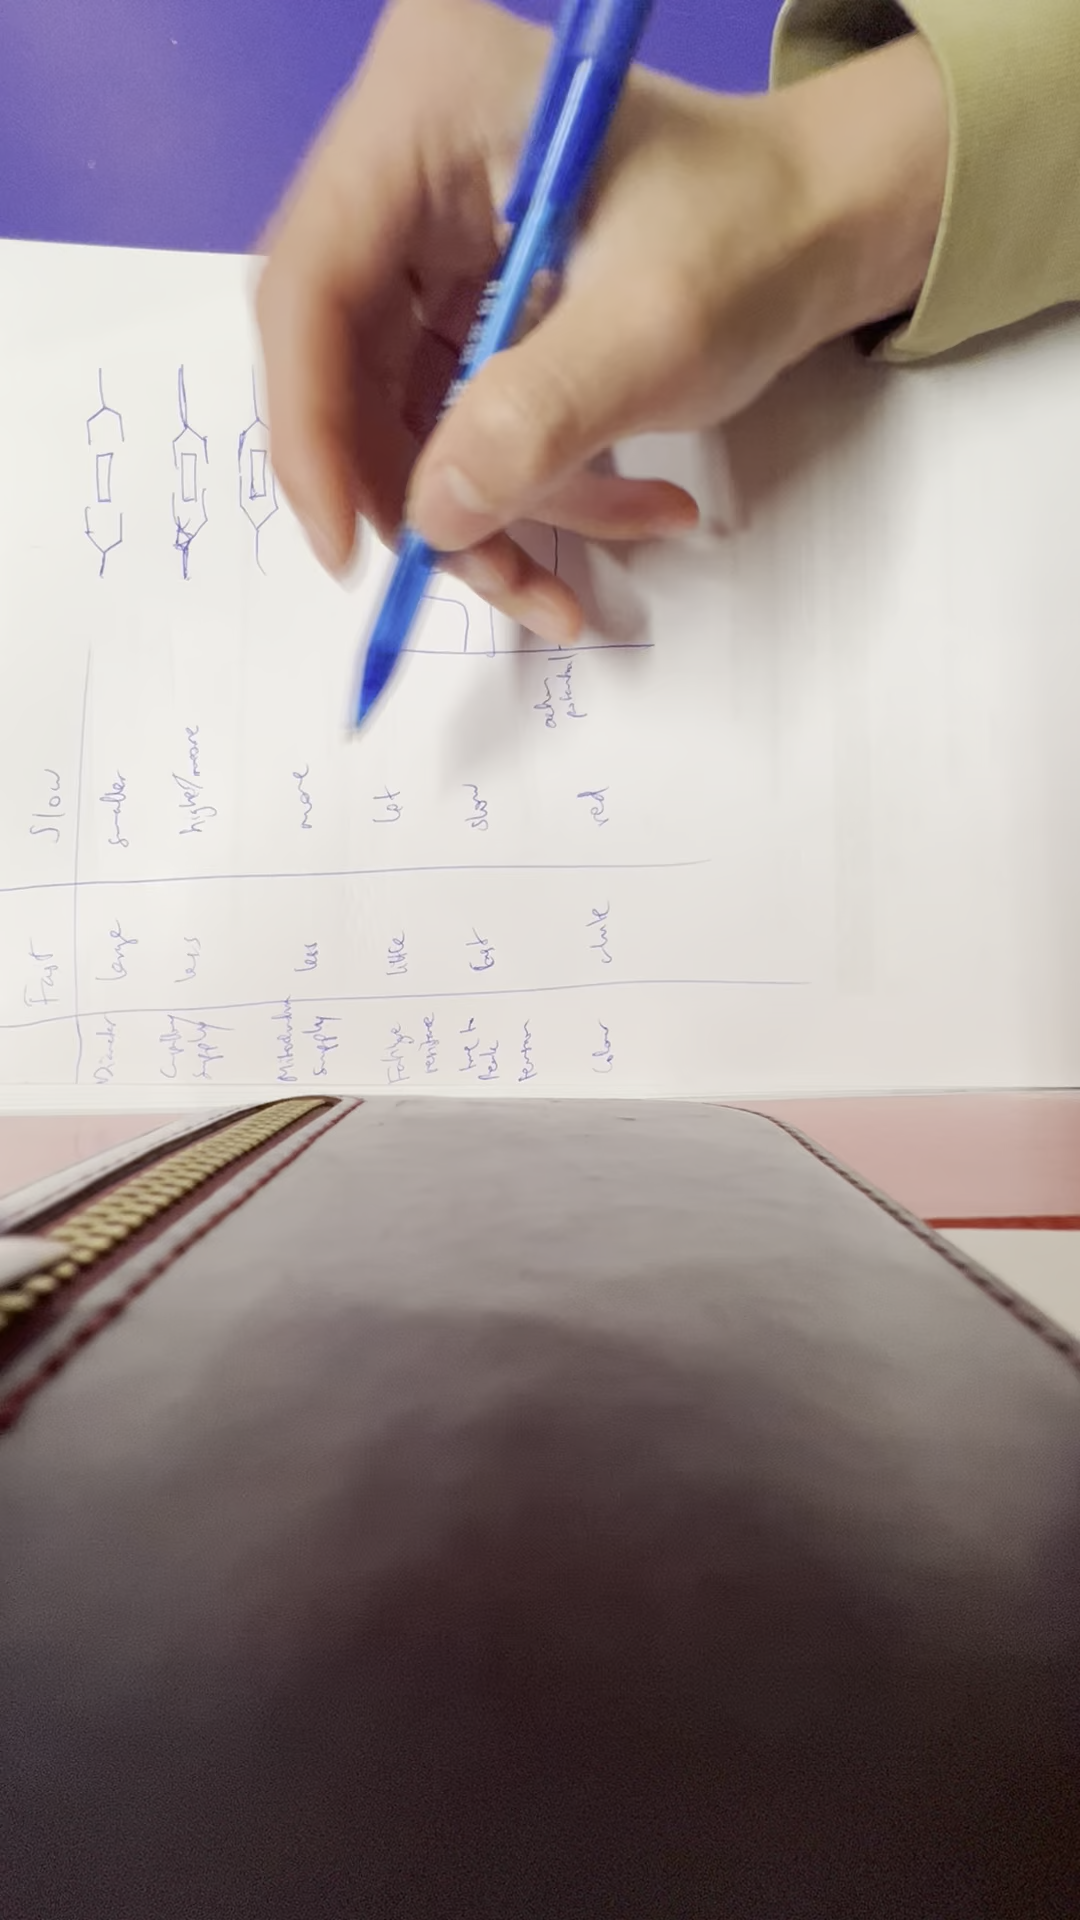 Fast Slow
Diameter large smaller
Capillary less higher/more
supply
Mitochondria less more
supply
Fatigue little lot
resistance
time to fast slow
Peak
tension
Colour white red
action
potential